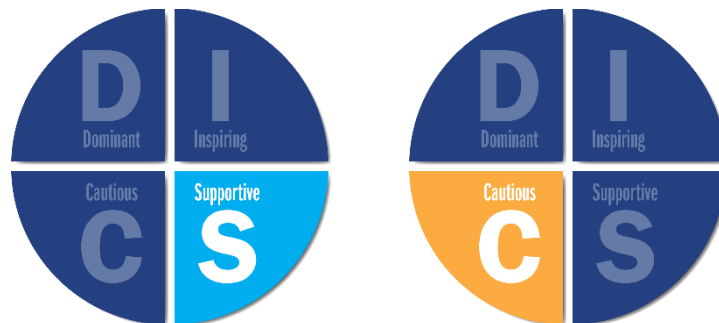 D I
Dominant Inspiring
Cautious Supportive
C S
D I
Dominant Inspiring
Cautious Supportive
C S